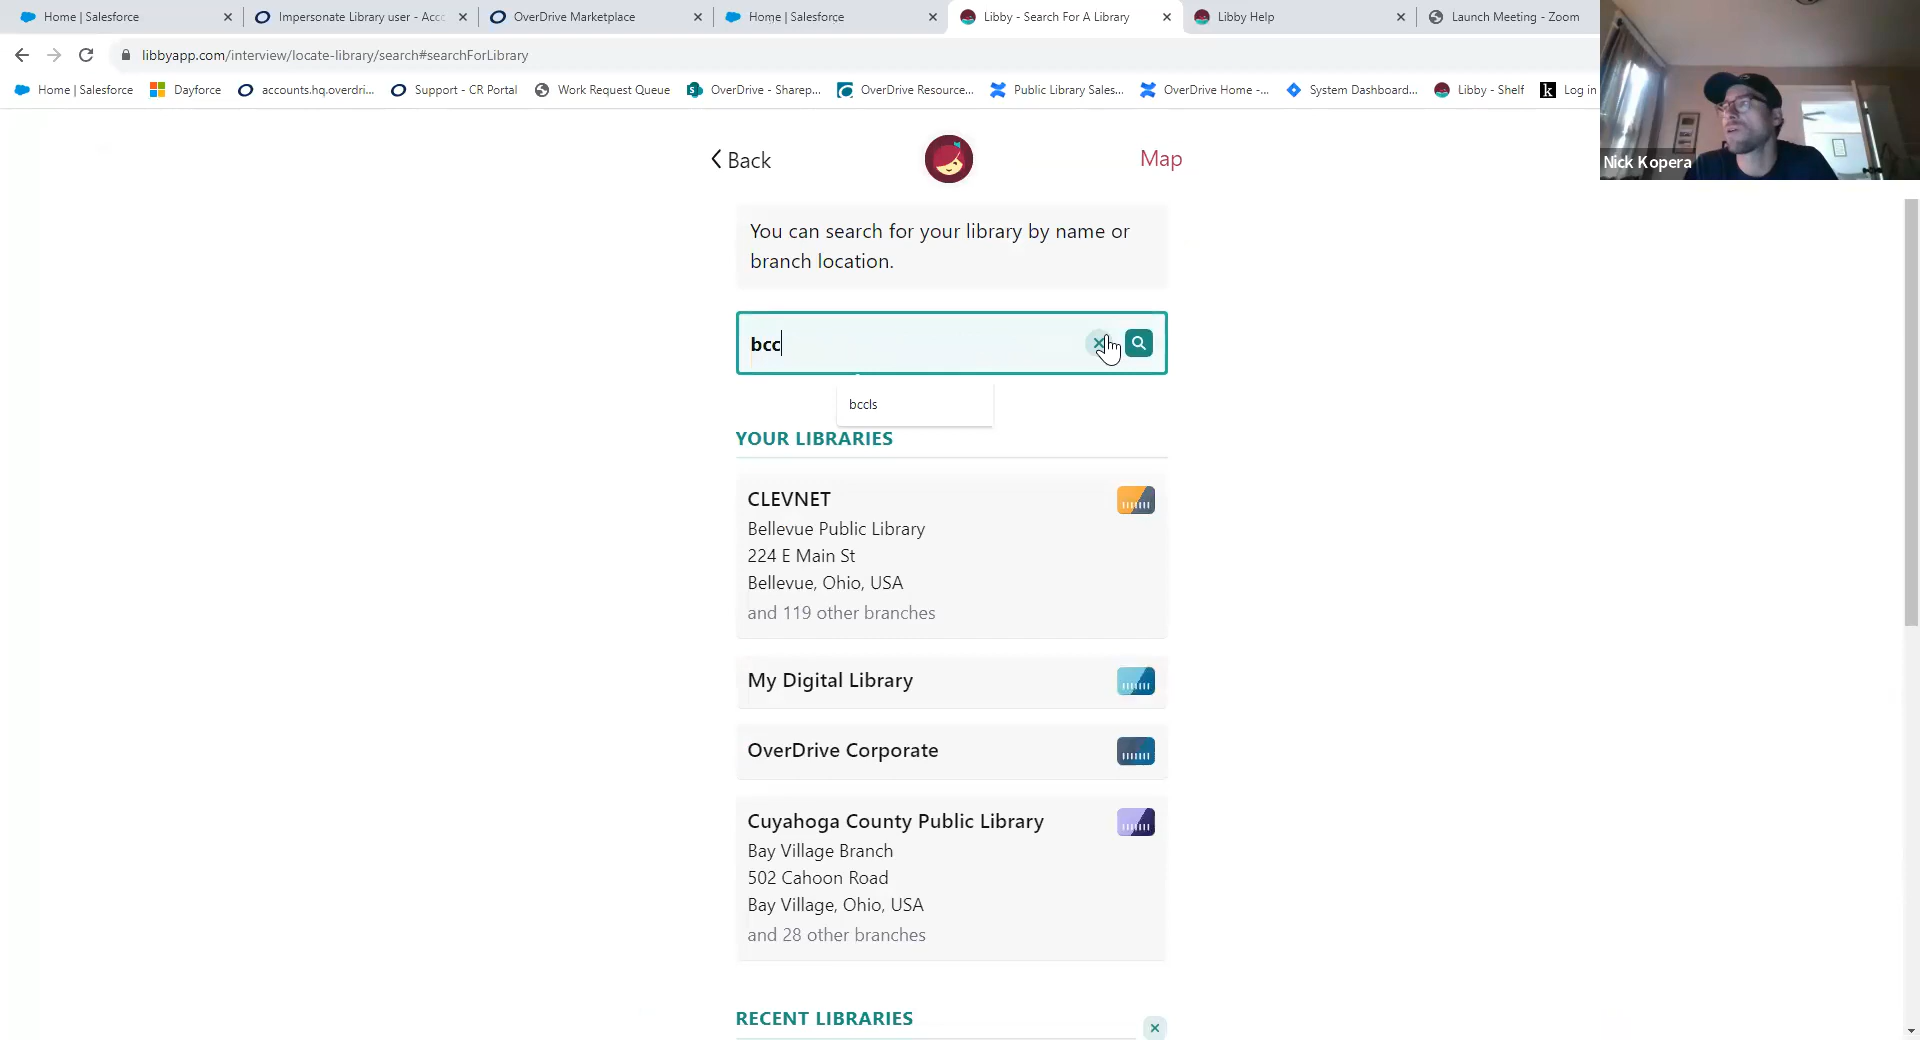 Home | Salesforce
Impersonate Library user - Acco
OverDrive Marketplace
Home | Salesforce
Libby - Search For A Library
Libby Help
Launch Meeting - Zoom
libbyapp.com/interview/locate-library/search#searchForLibrary
Home | Salesforce
Dayforce
accounts.hq.overdri...
Support - CR Portal
Work Request Queue
OverDrive - Sharep...
OverDrive Resource...
Public Library Sales...
OverDrive Home -...
System Dashboard...
Libby - Shelf
k
Log in
Nick Kopera
Back
Map
You can search for your library by name or
branch location.
bcc
bccls
YOUR LIBRARIES
CLEVNET
Bellevue Public Library
224 E Main St
Bellevue, Ohio, USA
and 119 other branches
My Digital Library
OverDrive Corporate
Cuyahoga County Public Library
Bay Village Branch
502 Cahoon Road
Bay Village, Ohio, USA
and 28 other branches
RECENT LIBRARIES